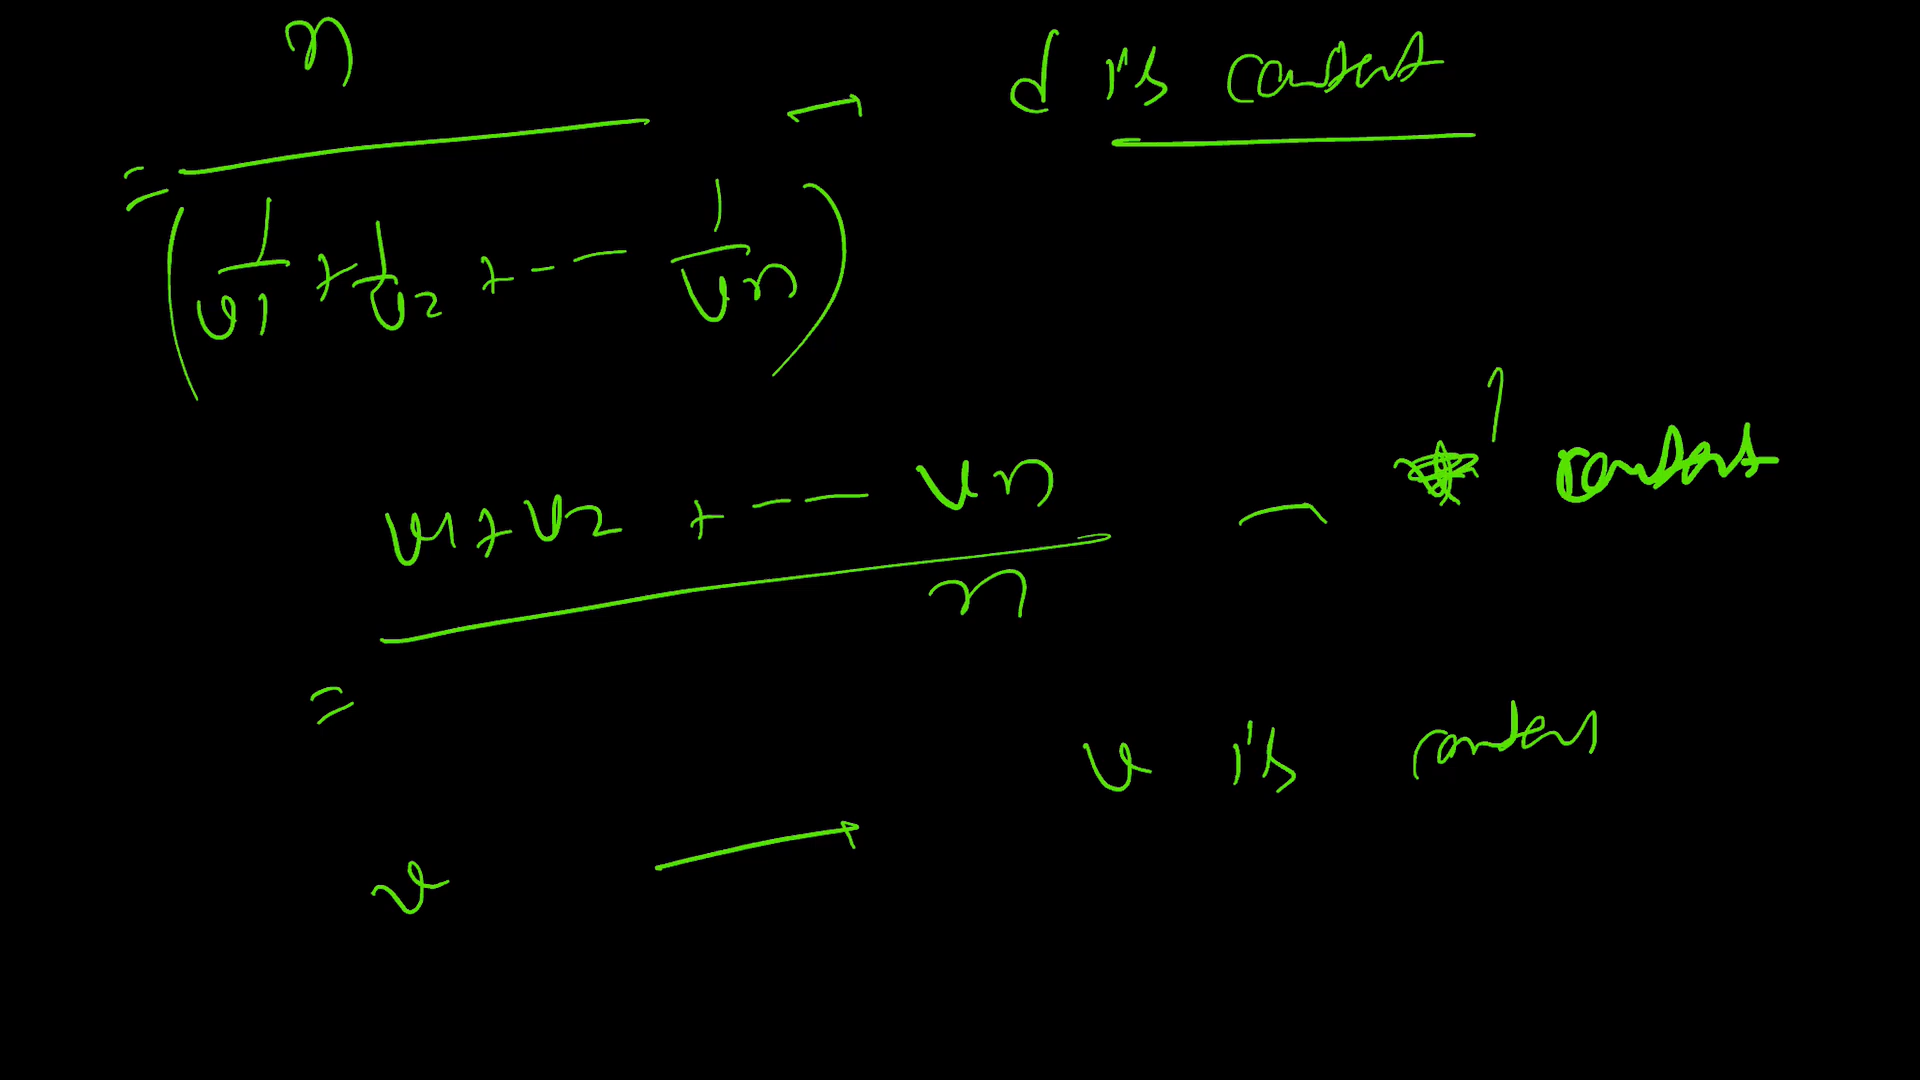 n
= ——— → d is constant
(1/v1 + 1/v2 + --- 1/vn)
v1 + v2 + --- vn
——— → constant
n
=
v is constant
v →